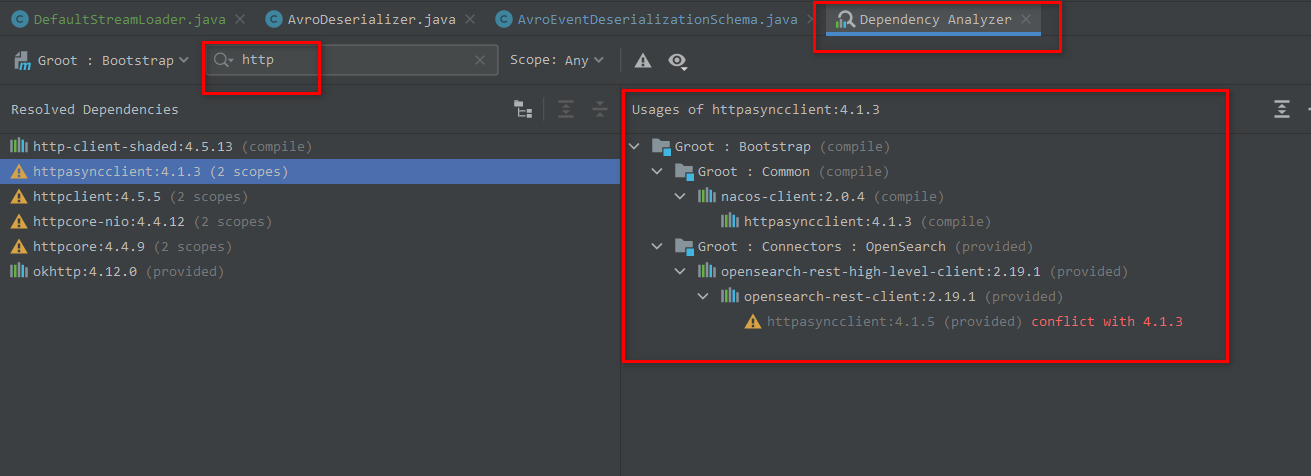 DefaultStreamLoader.java AvroDeserializer.java AvroEventDeserializationSchema.java Dependency Analyzer
Groot : Bootstrap http Scope: Any
Resolved Dependencies
http-client-shaded:4.5.13 (compile)
httpasyncclient:4.1.3 (2 scopes)
httpclient:4.5.5 (2 scopes)
httpcore-nio:4.4.12 (2 scopes)
httpcore:4.4.9 (2 scopes)
okhttp:4.12.0 (provided)
Usages of httpasyncclient:4.1.3
Groot : Bootstrap (compile)
Groot : Common (compile)
nacos-client:2.0.4 (compile)
httpasyncclient:4.1.3 (compile)
Groot : Connectors : OpenSearch (provided)
opensearch-rest-high-level-client:2.19.1 (provided)
opensearch-rest-client:2.19.1 (provided)
httpasyncclient:4.1.5 (provided) conflict with 4.1.3